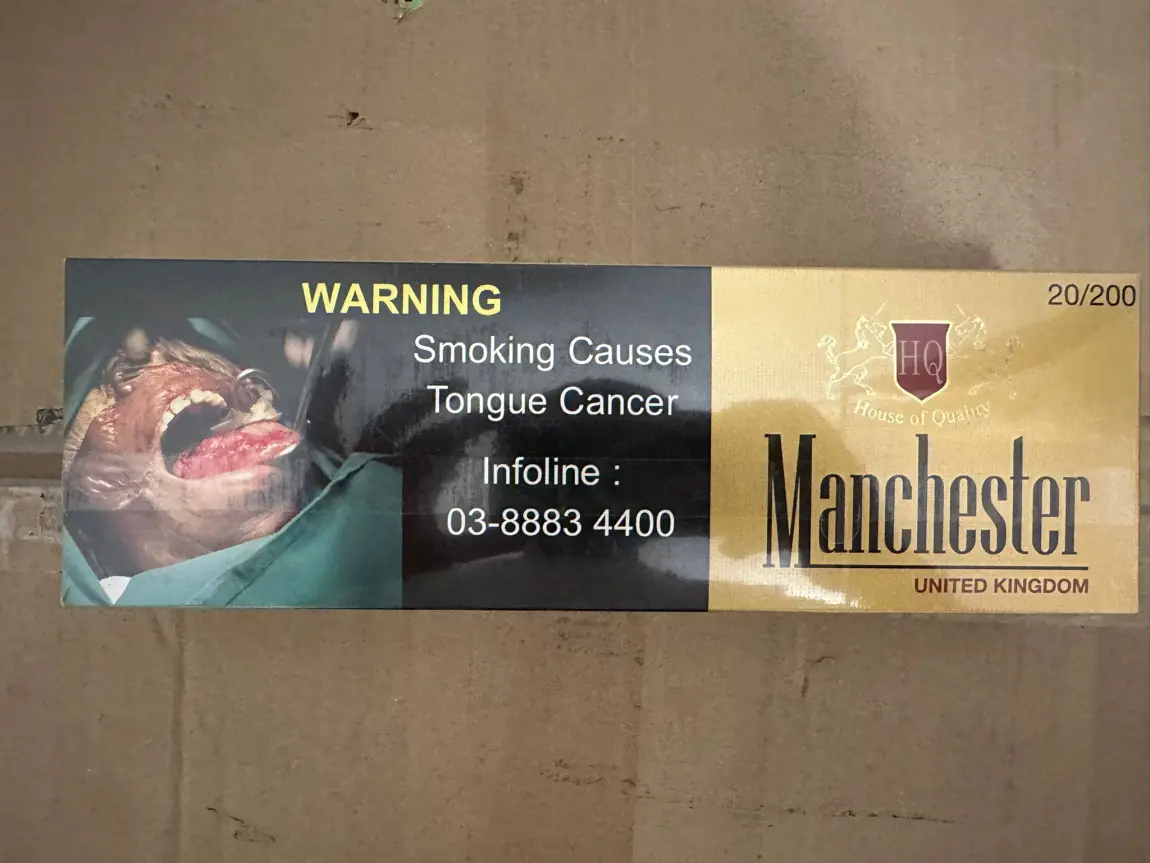 WARNING
Smoking Causes
Tongue Cancer
Infoline :
03-8883 4400
20/200
HQ
House of Quality
Manchester
UNITED KINGDOM